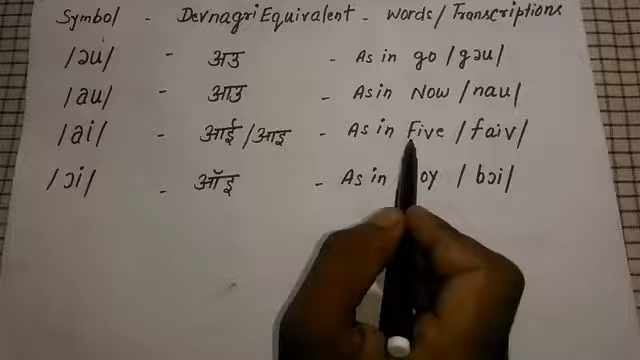 Symbol - Devnagri Equivalent - Words/Transcriptions
/əu/ - अउ - As in go /gəu/
/au/ - आउ - As in Now /nau/
/ai/ - आई/आइ - As in Five /faiv/
/ɔi/ - ऑइ - As in oy /bɔi/